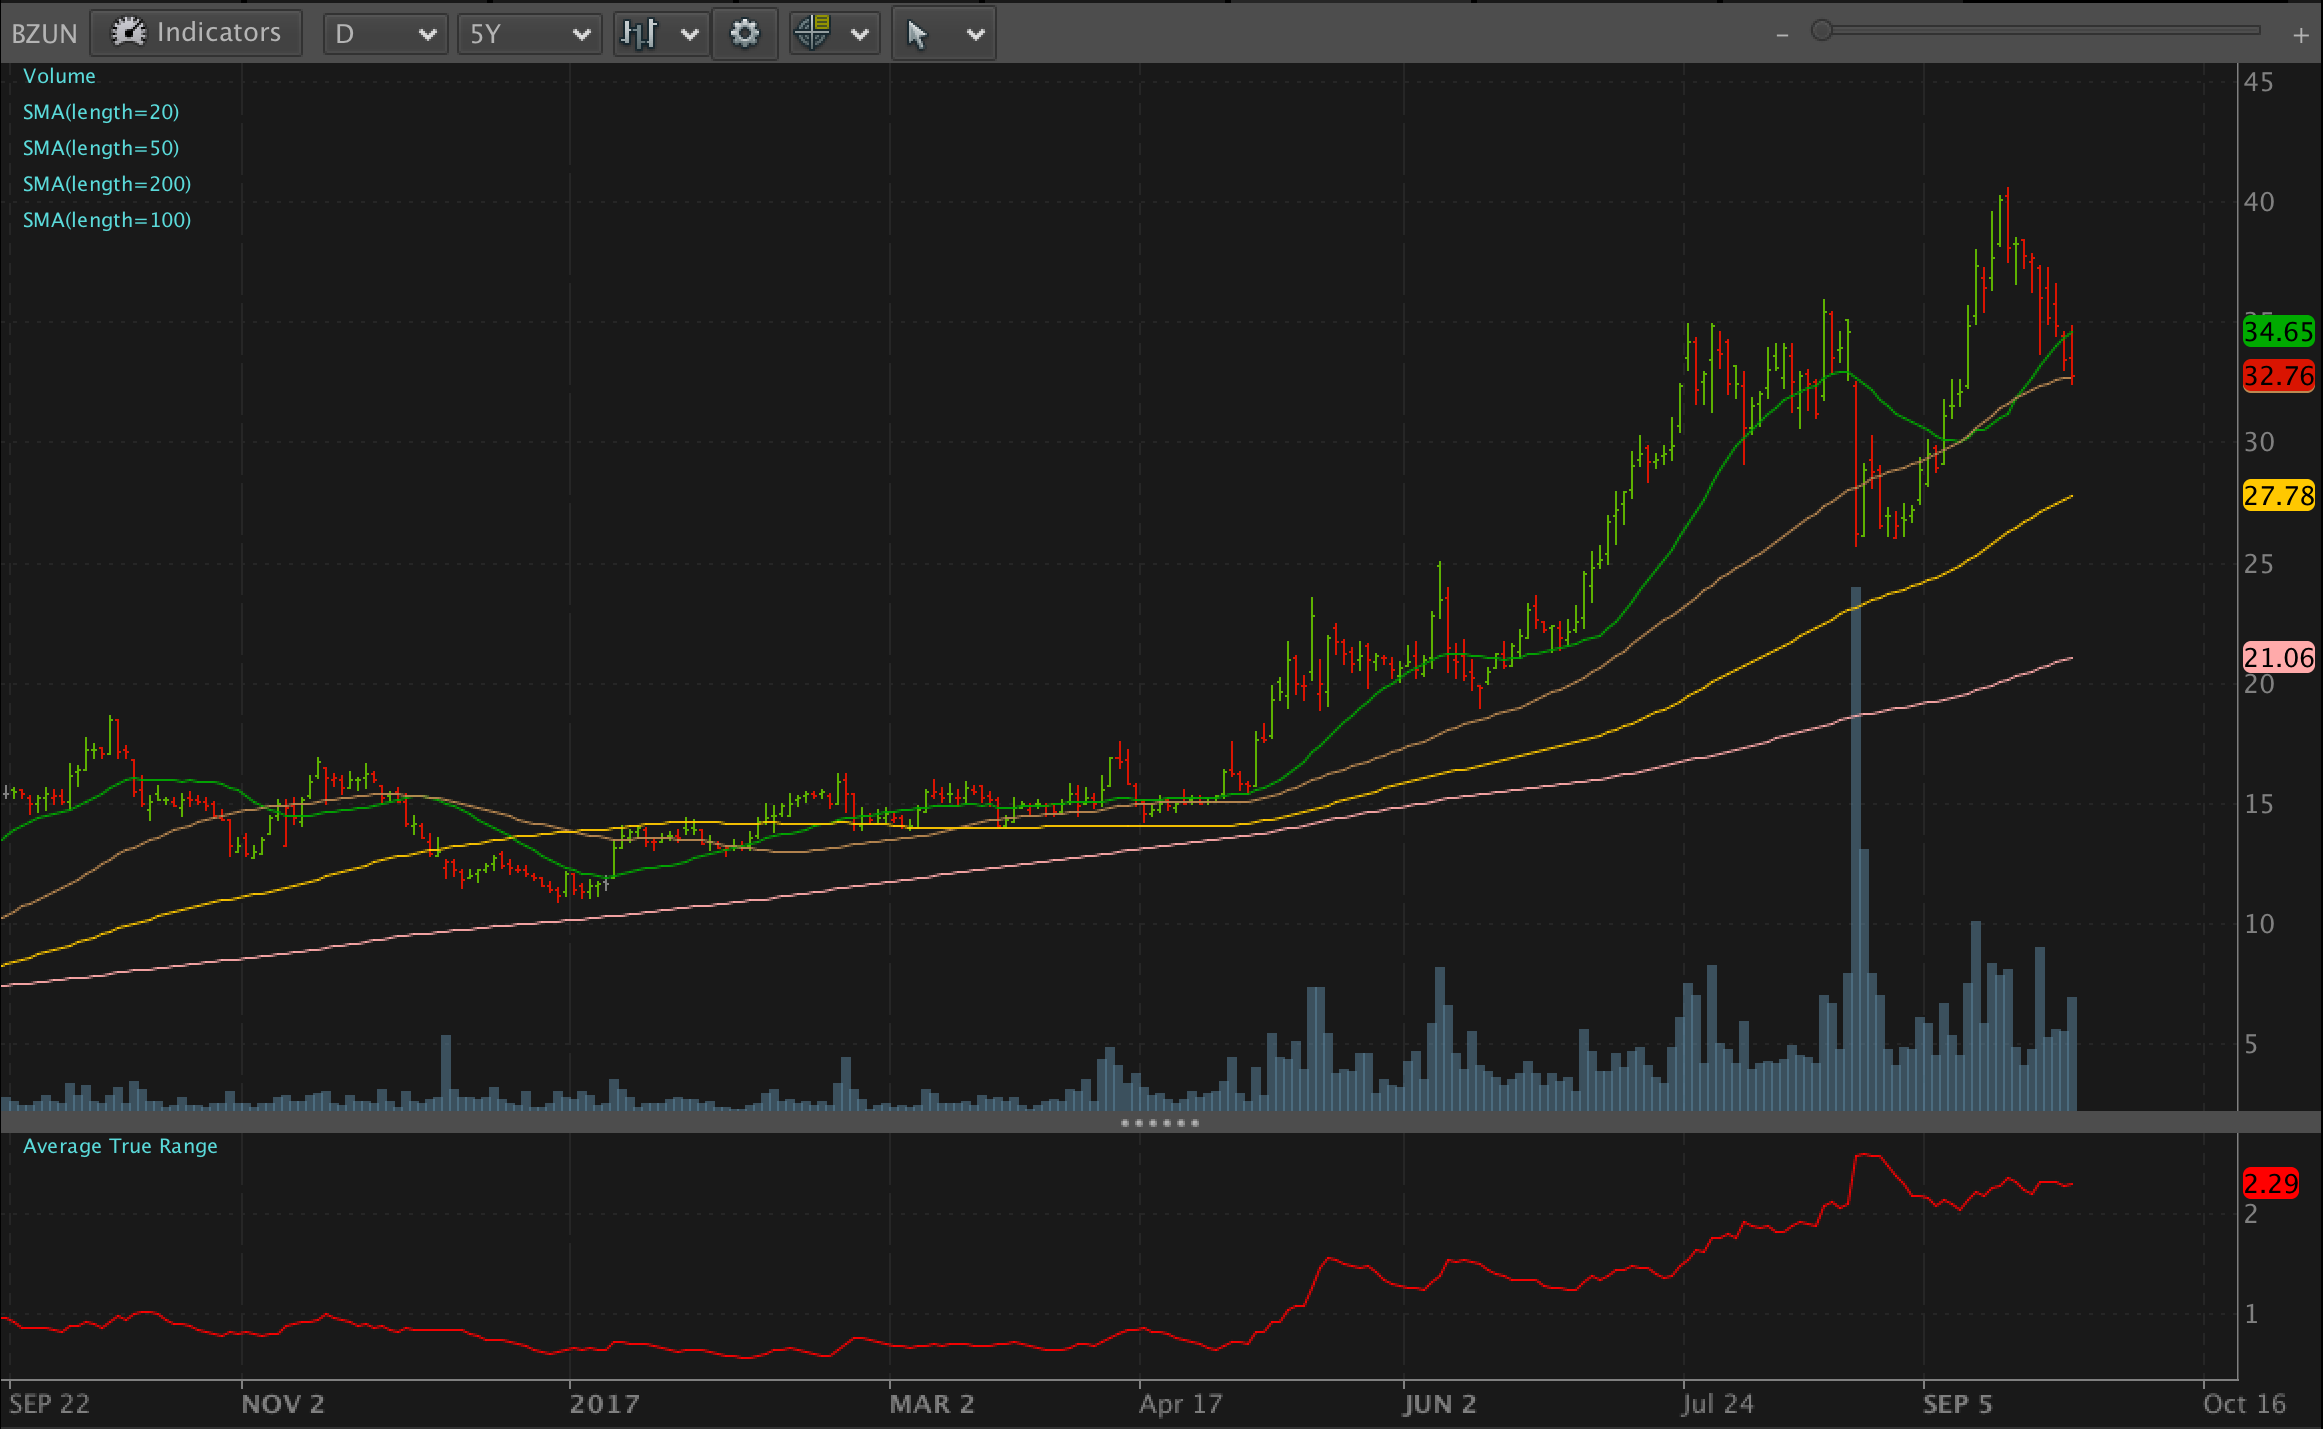 BZUN Indicators D 5Y - +
Volume
SMA(length=20)
SMA(length=50)
SMA(length=200)
SMA(length=100)
45
40
34.65
32.76
30
27.78
25
21.06
20
15
10
5
Average True Range
2.29
2
1
SEP 22 NOV 2 2017 MAR 2 Apr 17 JUN 2 Jul 24 SEP 5 Oct 16